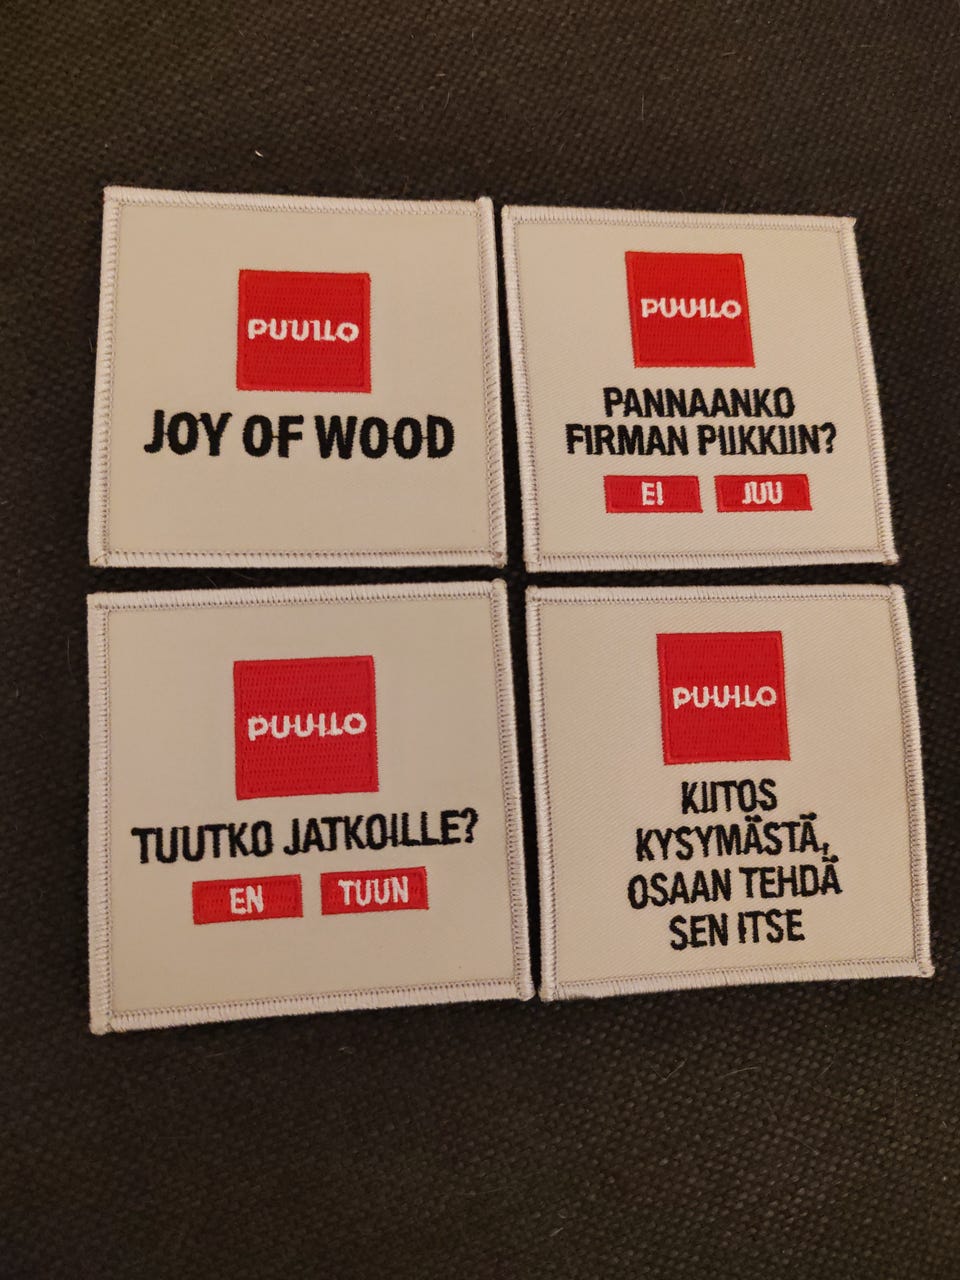 PUUILO
JOY OF WOOD
PUUILO
PANNAANKO
FIRMAN PIIKKIIN?
EI JUU
PUUILO
TUUTKO JATKOILLE?
EN TUUN
PUUILO
KIITOS
KYSYMÄSTÄ,
OSAAN TEHDÄ
SEN ITSE